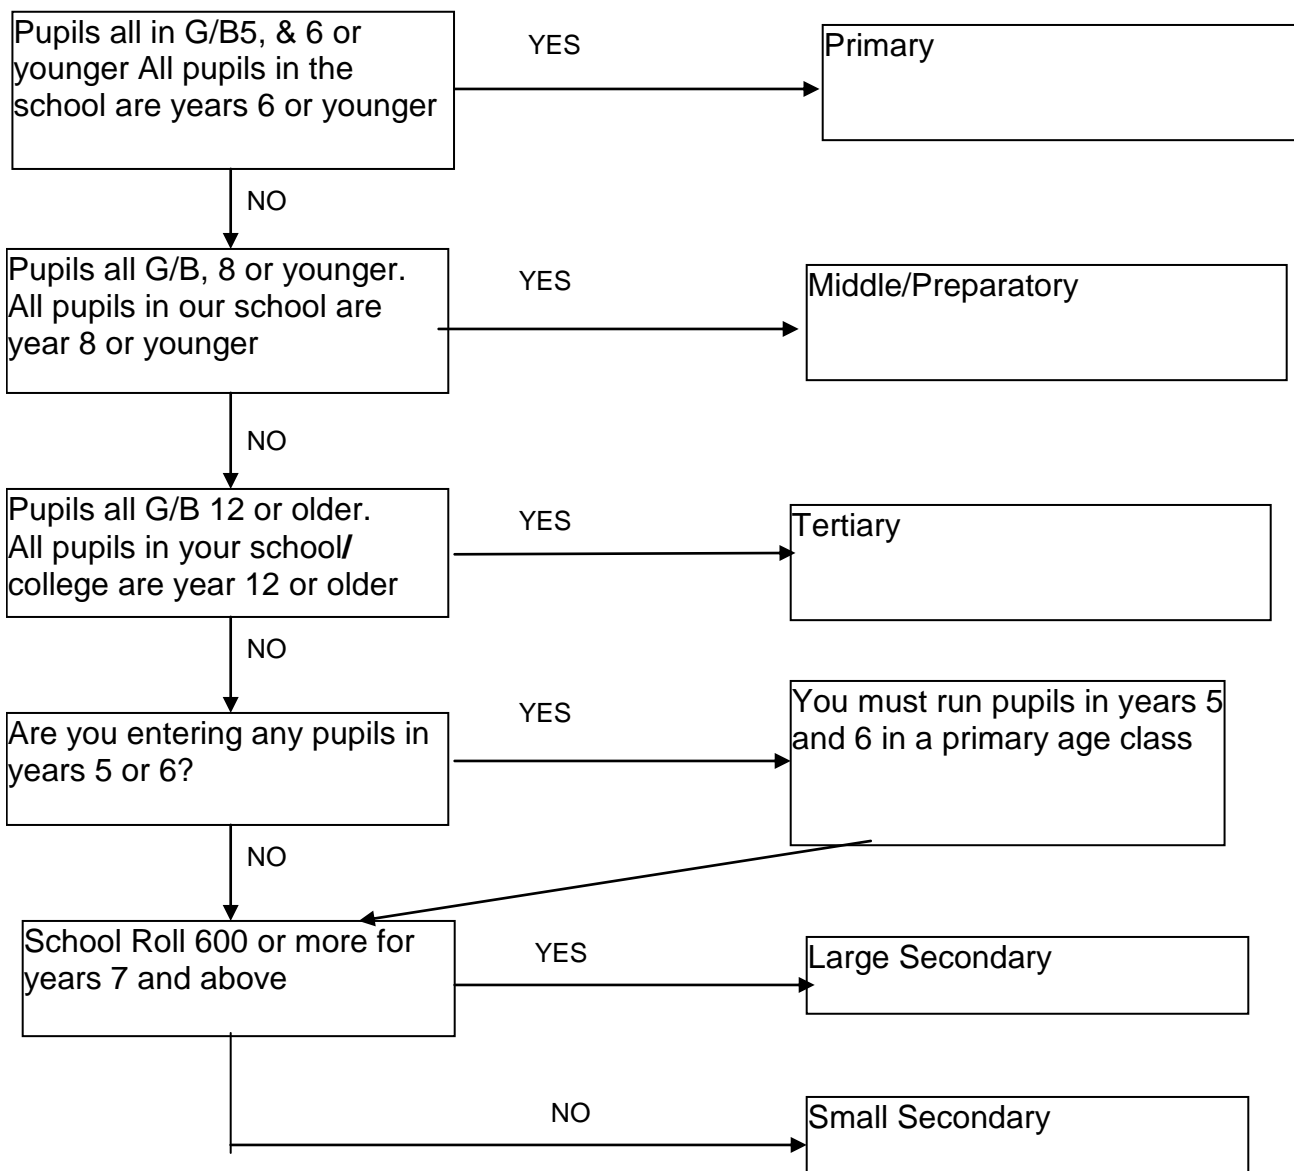 Pupils all in G/B5, & 6 or
younger All pupils in the
school are years 6 or younger
YES
Primary
NO
Pupils all G/B, 8 or younger.
All pupils in our school are
year 8 or younger
YES
Middle/Preparatory
NO
Pupils all G/B 12 or older.
All pupils in your school/
college are year 12 or older
YES
Tertiary
NO
Are you entering any pupils in
years 5 or 6?
YES
You must run pupils in years 5
and 6 in a primary age class
NO
School Roll 600 or more for
years 7 and above
YES
Large Secondary
NO
Small Secondary